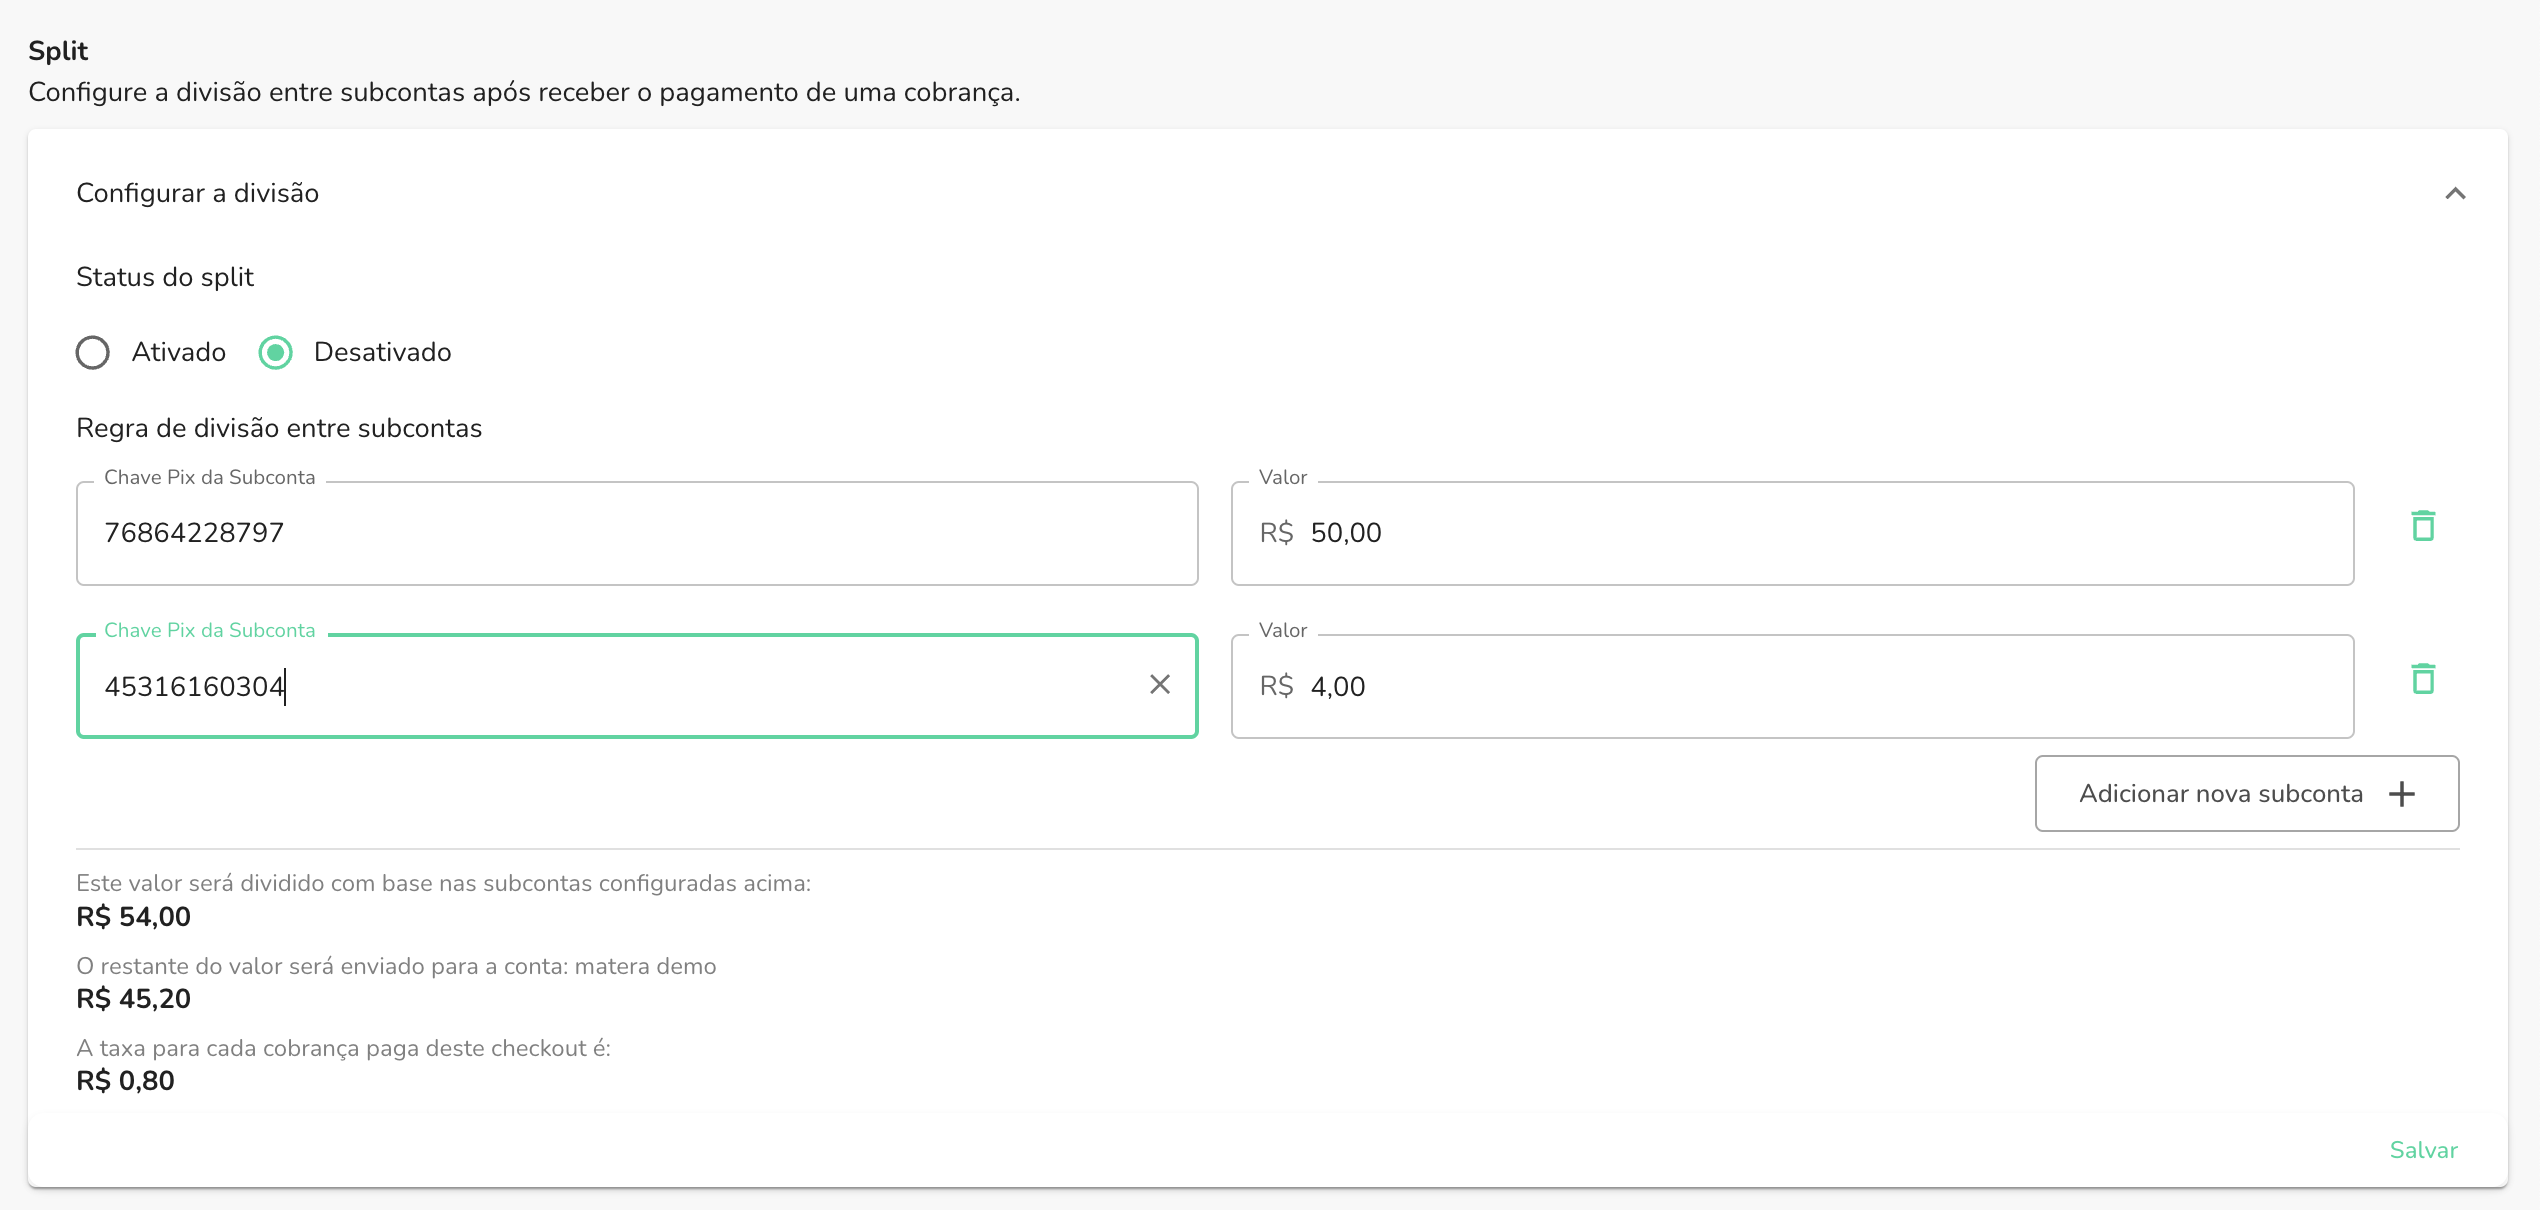 Split
Configure a divisão entre subcontas após receber o pagamento de uma cobrança.
Configurar a divisão
Status do split
Ativado Desativado
Regra de divisão entre subcontas
Chave Pix da Subconta Valor
76864228797 R$ 50,00
Chave Pix da Subconta Valor
45316160304 R$ 4,00
Adicionar nova subconta
Este valor será dividido com base nas subcontas configuradas acima:
R$ 54,00
O restante do valor será enviado para a conta: matera demo
R$ 45,20
A taxa para cada cobrança paga deste checkout é:
R$ 0,80
Salvar